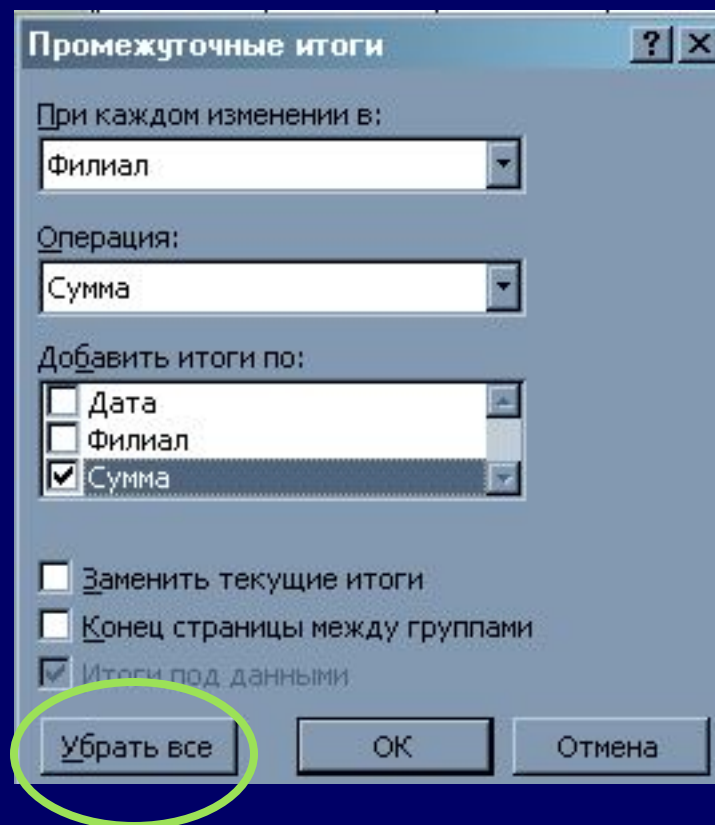 Промежуточные итоги
При каждом изменении в:
Филиал
Операция:
Сумма
Добавить итоги по:
Дата
Филиал
Сумма
Заменить текущие итоги
Конец страницы между группами
Итоги под данными
Убрать все ОК Отмена